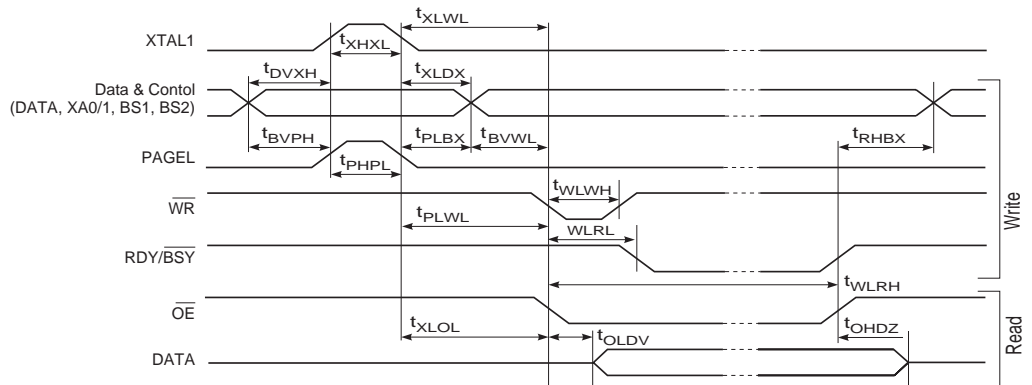 tXLWL
XTAL1
tXHXL
tDVXH
tXLDX
Data & Contol
(DATA, XA0/1, BS1, BS2)
tBVPH
tPLBX
tBVWL
tRHBX
PAGEL
tPHPL
tWLWH
WR
tPLWL
WLRL
Write
RDY/BSY
tWLRH
OE
tXLOL
tOLDV
tOHDZ
Read
DATA